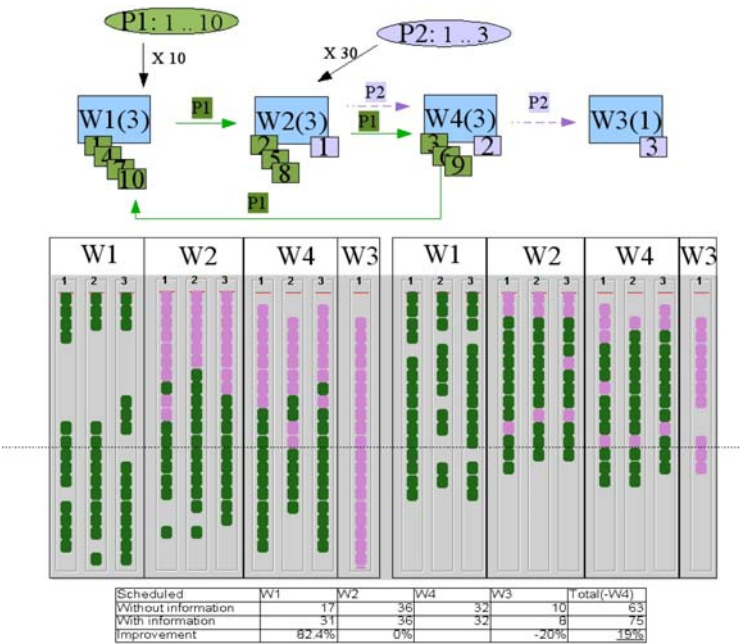 P1: 1 .. 10
P2: 1 .. 3
X 10
X 30
P1
P2
P1
P2
W1(3)
W2(3)
W4(3)
W3(1)
1
4
7
10
2
5
8
1
3
6
9
2
3
P1
W1 W2 W4 W3 W1 W2 W4 W3
1 2 3 1 2 3 1 2 3 1 1 2 3 1 2 3 1 2 3 1
Scheduled W1 W2 W4 W3 Total(-W4)
Without information 17 36 32 10 63
With information 31 36 32 8 75
Improvement 82.4% 0% -20% 19%